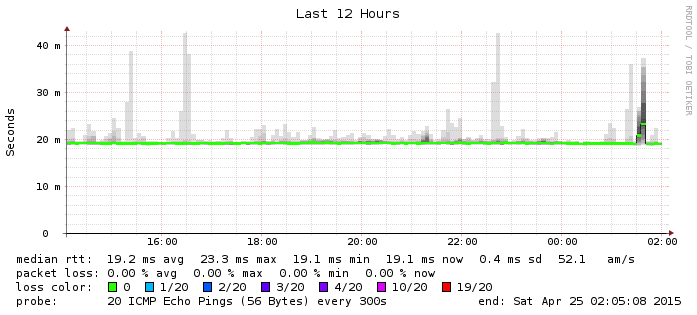 Last 12 Hours
RRDTOOL / TOBI OETIKER
Seconds
40 m
30 m
20 m
10 m
0
16:00 18:00 20:00 22:00 00:00 02:00
median rtt: 19.2 ms avg 23.3 ms max 19.1 ms min 19.1 ms now 0.4 ms sd 52.1 am/s
packet loss: 0.00 % avg 0.00 % max 0.00 % min 0.00 % now
loss color: 0 1/20 2/20 3/20 4/20 10/20 19/20
probe: 20 ICMP Echo Pings (56 Bytes) every 300s end: Sat Apr 25 02:05:08 2015